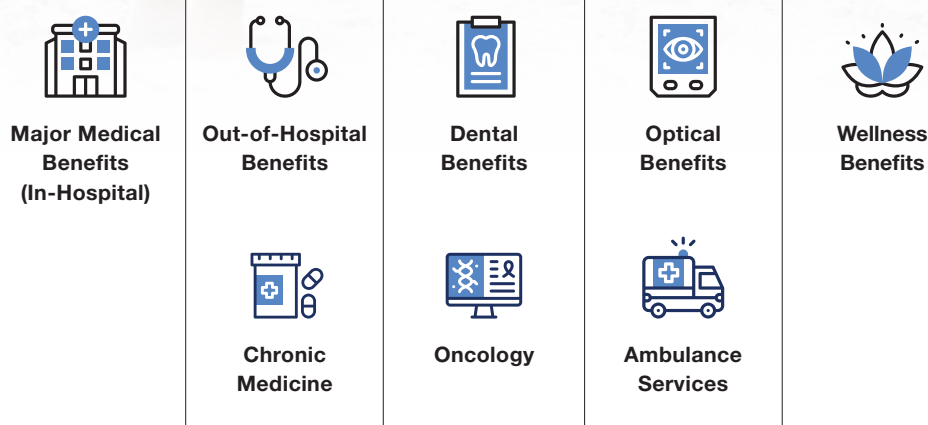 Major Medical
Benefits
(In-Hospital)
Out-of-Hospital
Benefits
Dental
Benefits
Optical
Benefits
Wellness
Benefits
Chronic
Medicine
Oncology
Ambulance
Services